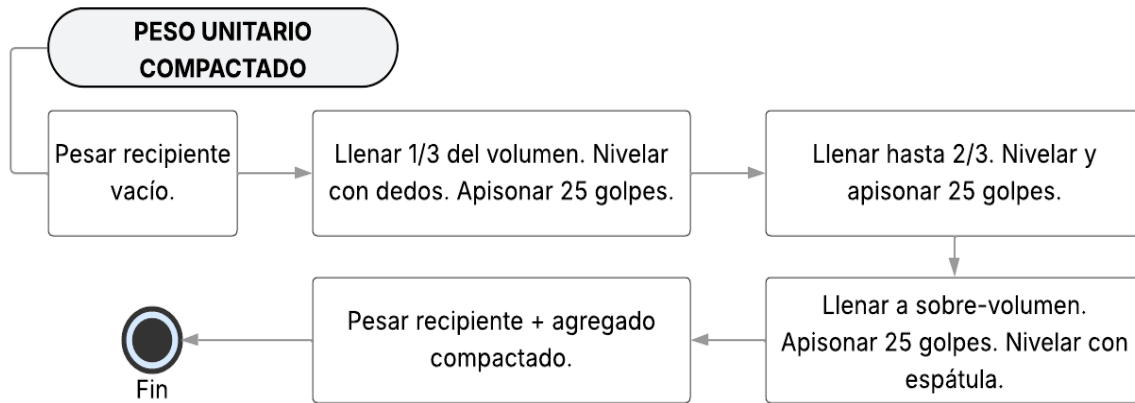 PESO UNITARIO
COMPACTADO
Pesar recipiente
vacío.
Llenar 1/3 del volumen. Nivelar
con dedos. Apisonar 25 golpes.
Llenar hasta 2/3. Nivelar y
apisonar 25 golpes.
Llenar a sobre-volumen.
Apisonar 25 golpes. Nivelar con
espátula.
Pesar recipiente + agregado
compactado.
Fin